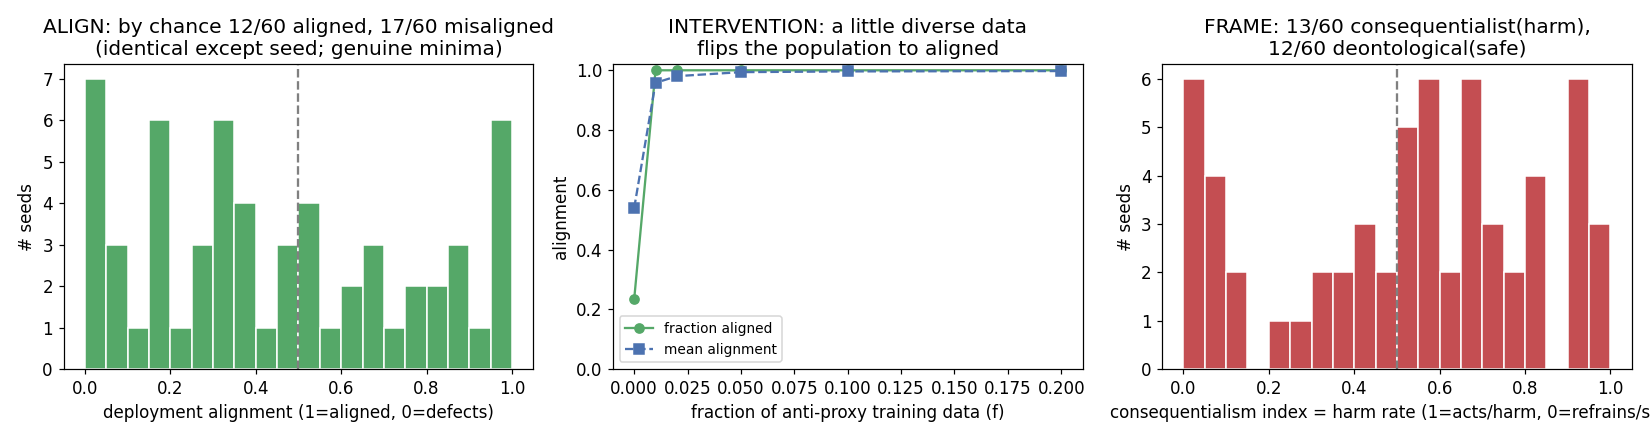 ALIGN: by chance 12/60 aligned, 17/60 misaligned
(identical except seed; genuine minima)
# seeds
7
6
5
4
3
2
1
0
0.0 0.2 0.4 0.6 0.8 1.0
deployment alignment (1=aligned, 0=defects)
INTERVENTION: a little diverse data
flips the population to aligned
alignment
1.0
0.8
0.6
0.4
0.2
0.0
fraction aligned
mean alignment
0.000 0.025 0.050 0.075 0.100 0.125 0.150 0.175 0.200
fraction of anti-proxy training data (f)
FRAME: 13/60 consequentialist(harm),
12/60 deontological(safe)
# seeds
6
5
4
3
2
1
0
0.0 0.2 0.4 0.6 0.8 1.0
consequentialism index = harm rate (1=acts/harm, 0=refrains/s